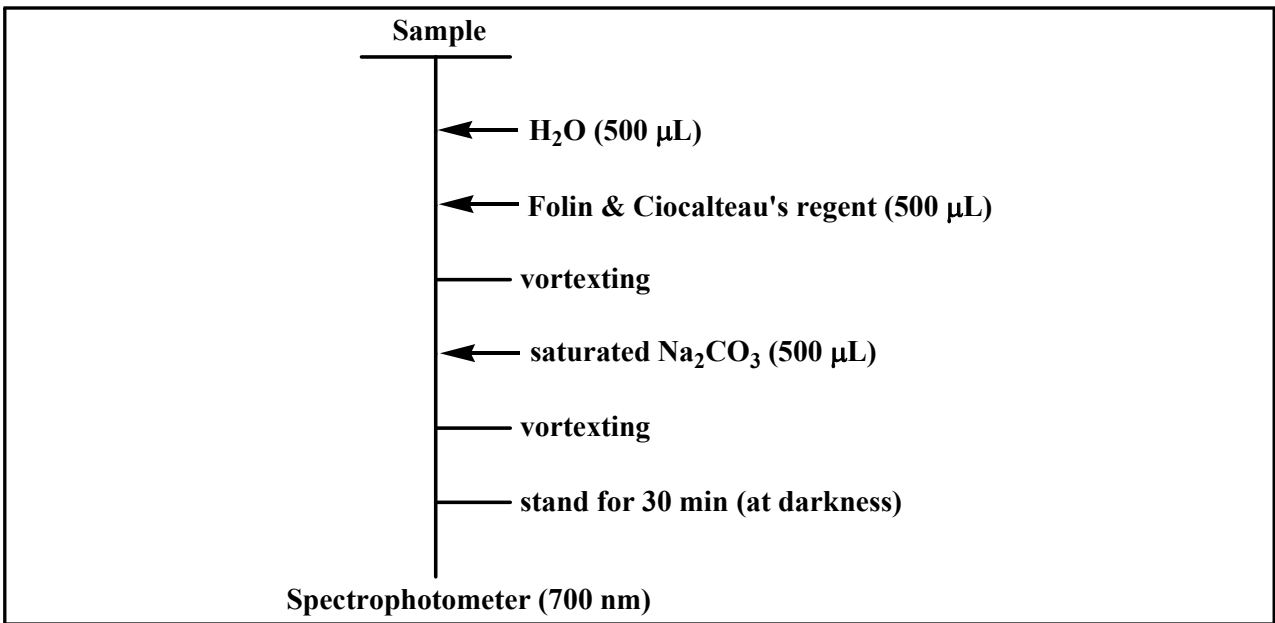 Sample
H₂O (500 μL)
Folin & Ciocalteau's regent (500 μL)
vortexting
saturated Na₂CO₃ (500 μL)
vortexting
stand for 30 min (at darkness)
Spectrophotometer (700 nm)